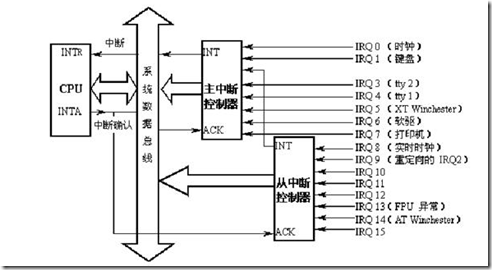 INTR
中断
CPU
INTA
中断确认
系统数据总线
INT
主中断
控制器
ACK
IRQ 0 (时钟)
IRQ 1 (键盘)
IRQ 3 (tty 2)
IRQ 4 (tty 1)
IRQ 5 (XT Winchester)
IRQ 6 (软驱)
IRQ 7 (打印机)
INT
从中断
控制器
ACK
IRQ 8 (实时时钟)
IRQ 9 (重定向的 IRQ2)
IRQ 10
IRQ 11
IRQ 12
IRQ 13 (FPU 异常)
IRQ 14 (AT Winchester)
IRQ 15